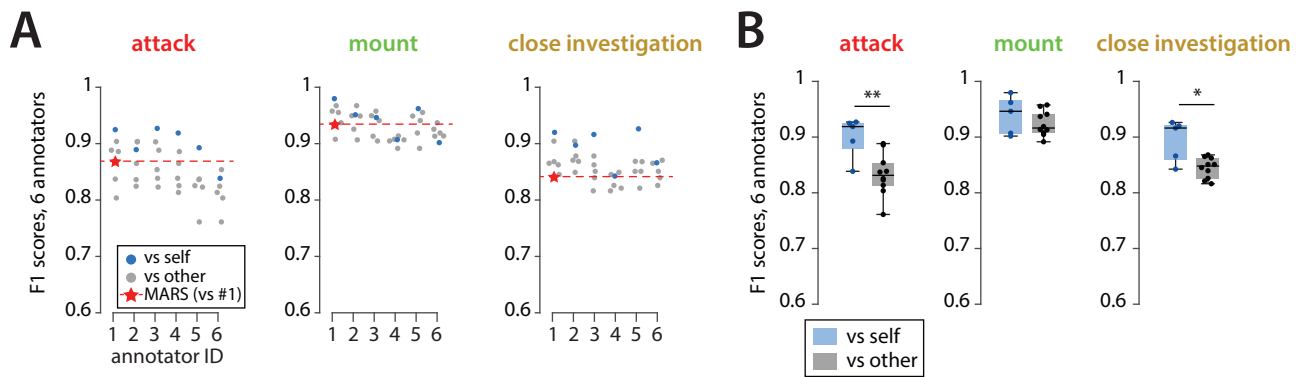 A
attack
mount
close investigation
F1 scores, 6 annotators
1
0.9
0.8
0.7
0.6
vs self
vs other
MARS (vs #1)
1 2 3 4 5 6
annotator ID
1
0.9
0.8
0.7
0.6
1 2 3 4 5 6
1
0.9
0.8
0.7
0.6
1 2 3 4 5 6
B
attack
mount
close investigation
F1 scores, 6 annotators
1
0.9
0.8
0.7
0.6
**
1
0.9
0.8
0.7
0.6
1
0.9
0.8
0.7
0.6
*
vs self
vs other